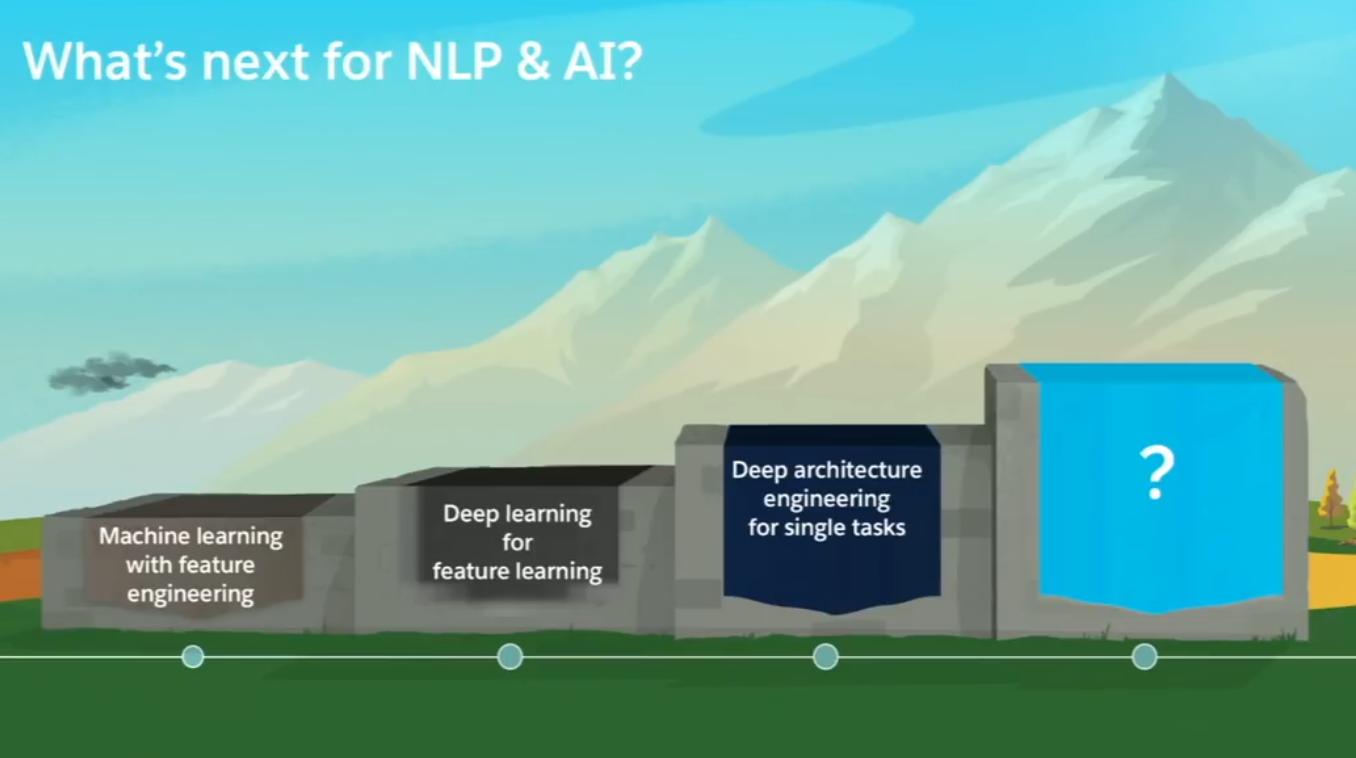 What's next for NLP & AI?
Machine learning
with feature
engineering
Deep learning
for
feature learning
Deep architecture
engineering
for single tasks
?